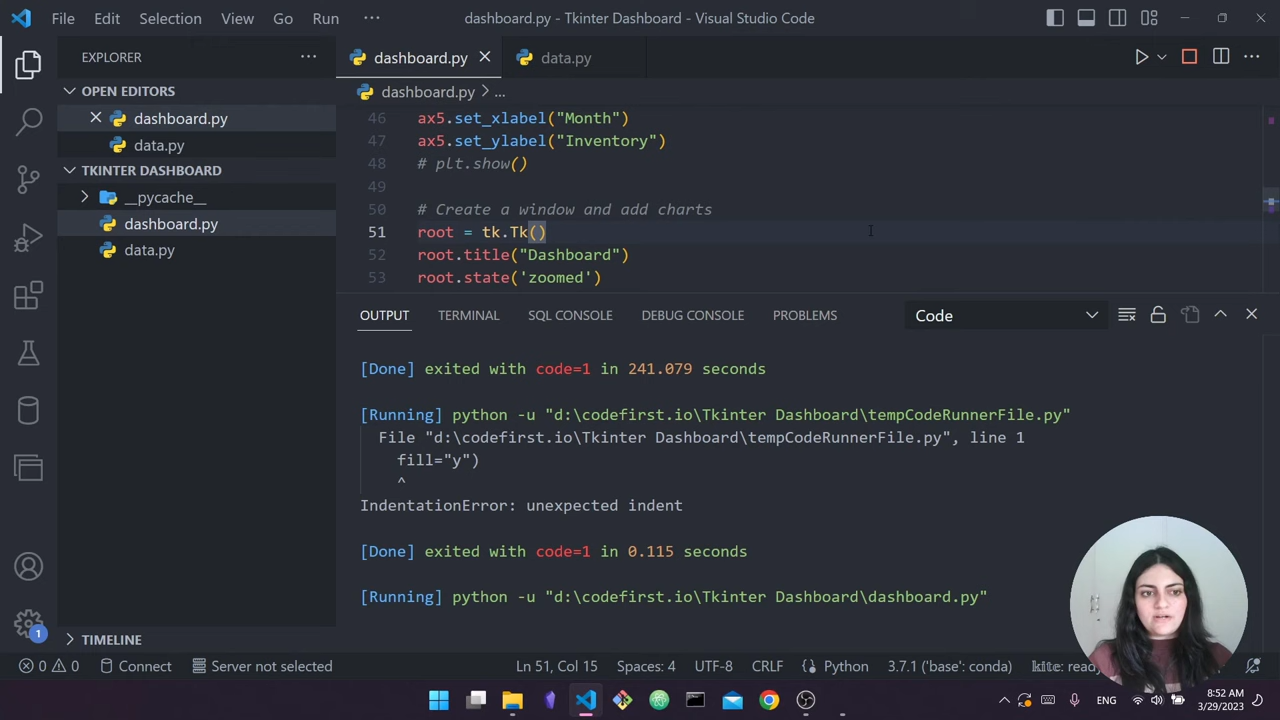 File Edit Selection View Go Run ··· dashboard.py - Tkinter Dashboard - Visual Studio Code
EXPLORER ···
OPEN EDITORS
dashboard.py
data.py
TKINTER DASHBOARD
__pycache__
dashboard.py
data.py
TIMELINE
dashboard.py data.py
dashboard.py > ...
46 ax5.set_xlabel("Month")
47 ax5.set_ylabel("Inventory")
48 # plt.show()
49
50 # Create a window and add charts
51 root = tk.Tk()
52 root.title("Dashboard")
53 root.state('zoomed')
OUTPUT TERMINAL SQL CONSOLE DEBUG CONSOLE PROBLEMS Code
[Done] exited with code=1 in 241.079 seconds
[Running] python -u "d:\codefirst.io\Tkinter Dashboard\tempCodeRunnerFile.py"
File "d:\codefirst.io\Tkinter Dashboard\tempCodeRunnerFile.py", line 1
fill="y")
^
IndentationError: unexpected indent
[Done] exited with code=1 in 0.115 seconds
[Running] python -u "d:\codefirst.io\Tkinter Dashboard\dashboard.py"
1
0 0 Connect Server not selected Ln 51, Col 15 Spaces: 4 UTF-8 CRLF Python 3.7.1 ('base': conda) kite:
ENG 8:52 AM
3/29/2023